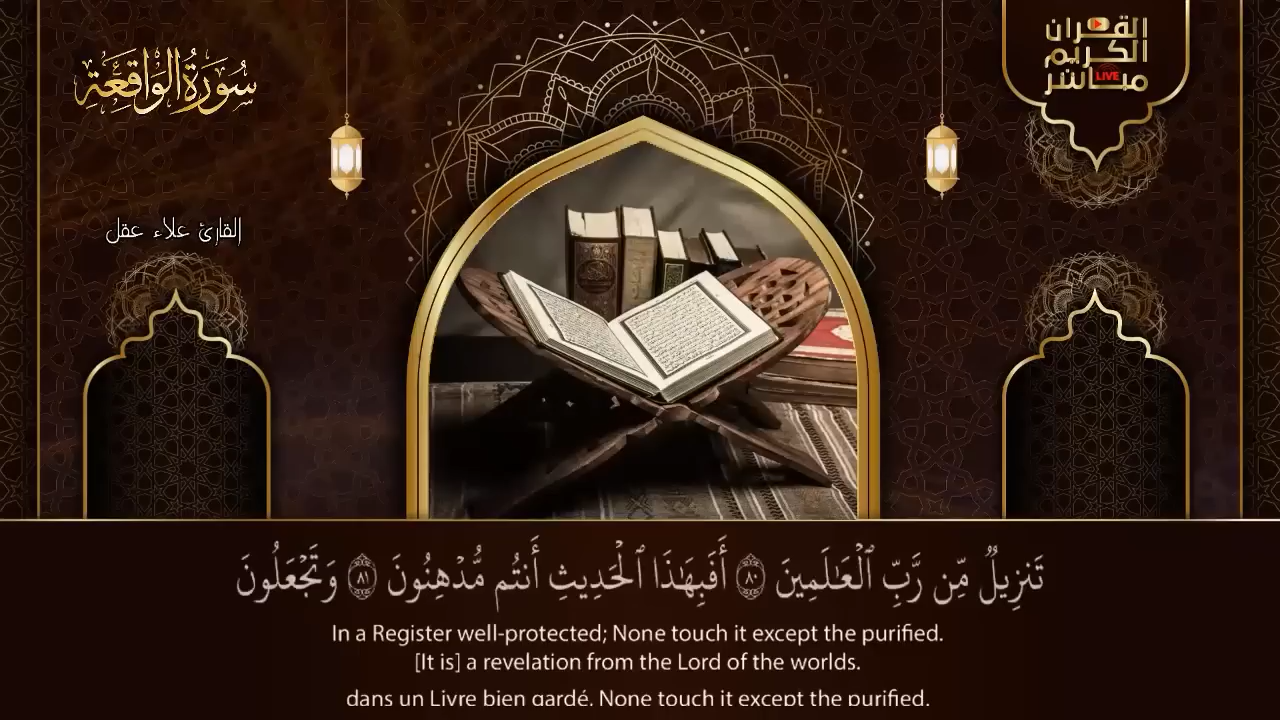 سُورَةُ الوَاقِعَة
القرآن
الكريم
مباشر
LIVE
القارئ علاء عقل
تَنزِيلٌ مِّن رَّبِّ ٱلْعَـٰلَمِينَ ٨٠ أَفَبِهَـٰذَا ٱلْحَدِيثِ أَنتُم مُّدْهِنُونَ ٨١ وَتَجْعَلُونَ
In a Register well-protected; None touch it except the purified.
[It is] a revelation from the Lord of the worlds.
dans un Livre bien gardé. None touch it except the purified.